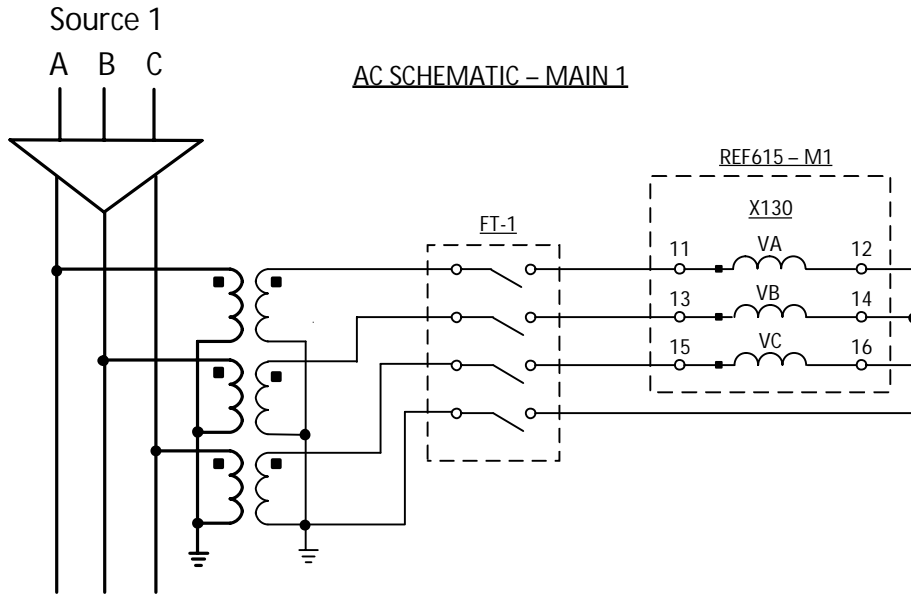 Source 1
A B C
AC SCHEMATIC – MAIN 1
REF615 – M1
X130
FT-1
11 VA 12
13 VB 14
15 VC 16